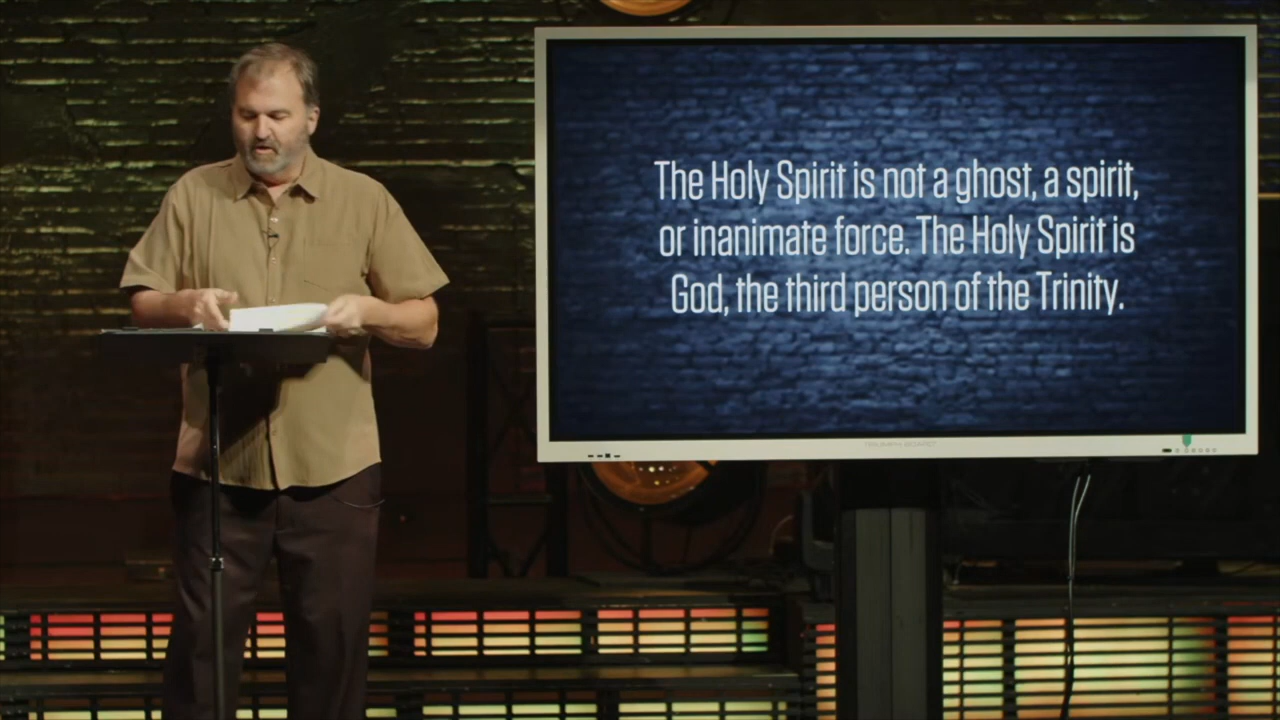 The Holy Spirit is not a ghost, a spirit,
or inanimate force. The Holy Spirit is
God, the third person of the Trinity.